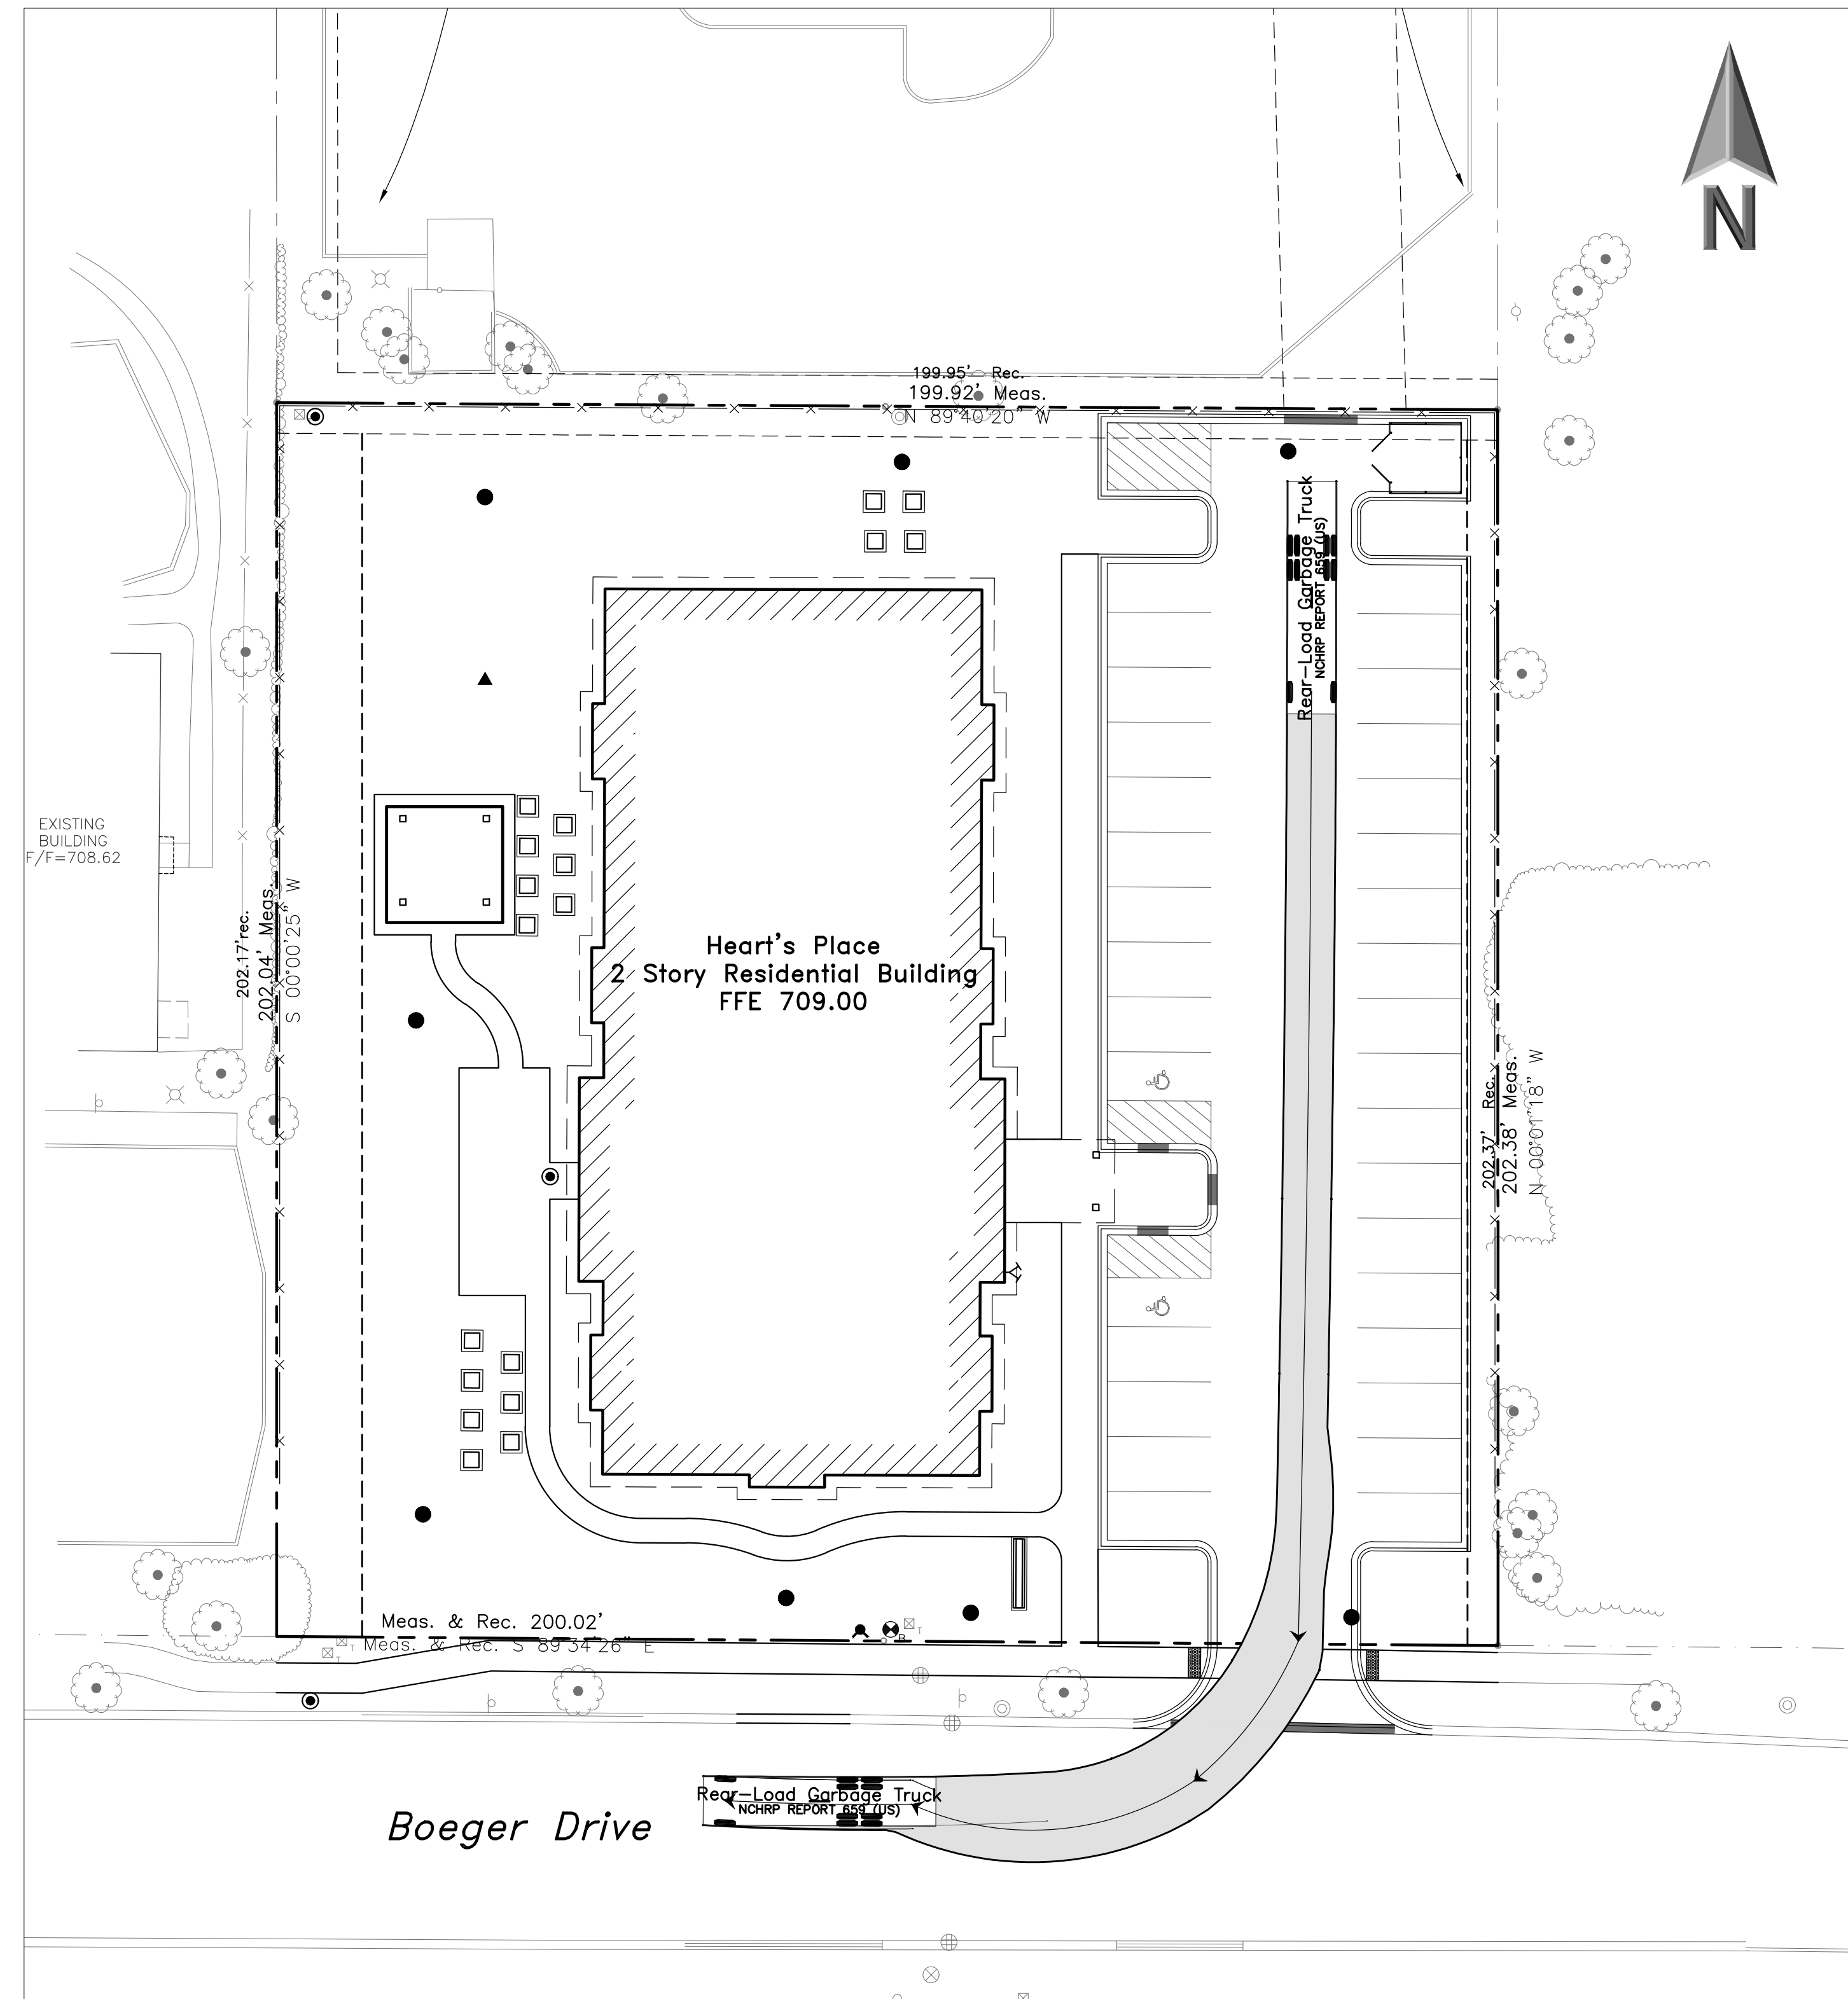 N
199.95' Rec.
199.92' Meas.
N 89°40'20" W
Rear-Load Garbage Truck
NCHRP REPORT 659 (US)
EXISTING
BUILDING
F/F=708.62
202.17'rec.
202.04' Meas.
S 00°00'25" W
Heart's Place
2 Story Residential Building
FFE 709.00
202.37' Rec.
202.38' Meas.
N 00°01'18" W
Meas. & Rec. 200.02'
Meas. & Rec. S 89°34'26" E
B
T
T
T
Rear-Load Garbage Truck
NCHRP REPORT 659 (US)
Boeger Drive